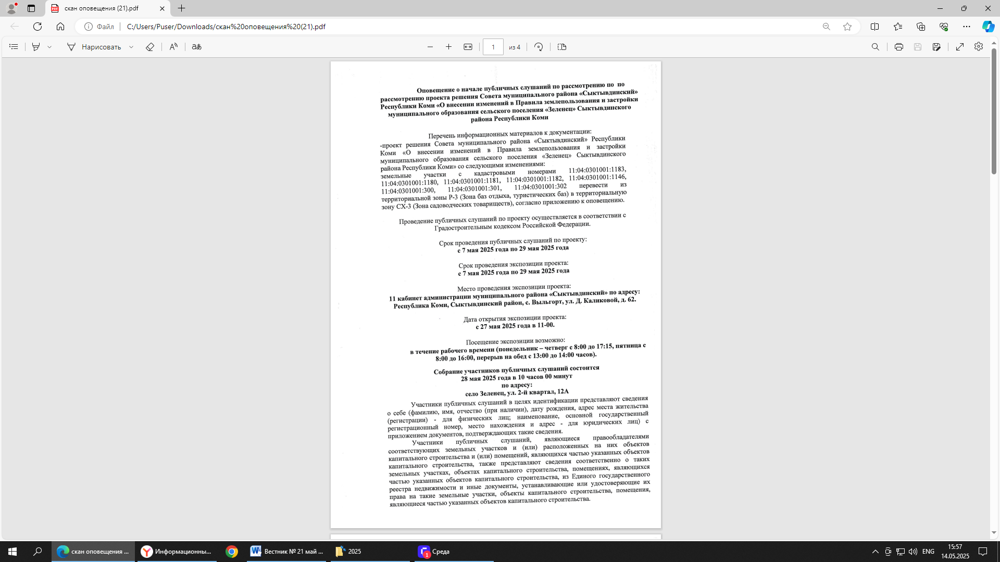 скан оповещения (21).pdf
Файл
C:/Users/Puser/Downloads/скан%20оповещения%20(21).pdf
Нарисовать
1 из 4
Оповещение о начале публичных слушаний по рассмотрению по по
рассмотрению проекта решения Совета муниципального района «Сыктывдинский»
Республики Коми «О внесении изменений в Правила землепользования и застройки
муниципального образования сельского поселения «Зеленец» Сыктывдинского
района Республики Коми
Перечень информационных материалов к документации:
-проект решения Совета муниципального района «Сыктывдинский» Республики
Коми «О внесении изменений в Правила землепользования и застройки
муниципального образования сельского поселения «Зеленец» Сыктывдинского
района Республики Коми» со следующими изменениями:
земельные участки с кадастровыми номерами 11:04:0301001:1183,
11:04:0301001:1180, 11:04:0301001:1181, 11:04:0301001:1182, 11:04:0301001:1146,
11:04:0301001:300, 11:04:0301001:301, 11:04:0301001:302 перевести из
территориальной зоны Р-3 (Зона баз отдыха, туристических баз) в территориальную
зону СХ-3 (Зона садоводческих товариществ), согласно приложению к оповещению.
Проведение публичных слушаний по проекту осуществляется в соответствии с
Градостроительным кодексом Российской Федерации.
Срок проведения публичных слушаний по проекту:
с 7 мая 2025 года по 29 мая 2025 года
Срок проведения экспозиции проекта:
с 7 мая 2025 года по 29 мая 2025 года
Место проведения экспозиции проекта:
11 кабинет администрации муниципального района «Сыктывдинский» по адресу:
Республика Коми, Сыктывдинский район, с. Выльгорт, ул. Д. Каликовой, д. 62.
Дата открытия экспозиции проекта:
с 27 мая 2025 года в 11-00.
Посещение экспозиции возможно:
в течение рабочего времени (понедельник – четверг с 8:00 до 17:15, пятница с
8:00 до 16:00, перерыв на обед с 13:00 до 14:00 часов).
Собрание участников публичных слушаний состоится
28 мая 2025 года в 10 часов 00 минут
по адресу:
село Зеленец, ул. 2-й квартал, 12А
Участники публичных слушаний в целях идентификации представляют сведения
о себе (фамилию, имя, отчество (при наличии), дату рождения, адрес места жительства
(регистрации) - для физических лиц; наименование, основной государственный
регистрационный номер, место нахождения и адрес - для юридических лиц) с
приложением документов, подтверждающих такие сведения.
Участники публичных слушаний, являющиеся правообладателями
соответствующих земельных участков и (или) расположенных на них объектов
капитального строительства и (или) помещений, являющихся частью указанных объектов
капитального строительства, также представляют сведения соответственно о таких
земельных участках, объектах капитального строительства, помещениях, являющихся
частью указанных объектов капитального строительства, из Единого государственного
реестра недвижимости и иные документы, устанавливающие или удостоверяющие их
права на такие земельные участки, объекты капитального строительства, помещения,
являющиеся частью указанных объектов капитального строительства.
скан оповещения ...
Информационны...
Вестник № 21 май ...
2025
Среда
1
ENG
15:57
14.05.2025